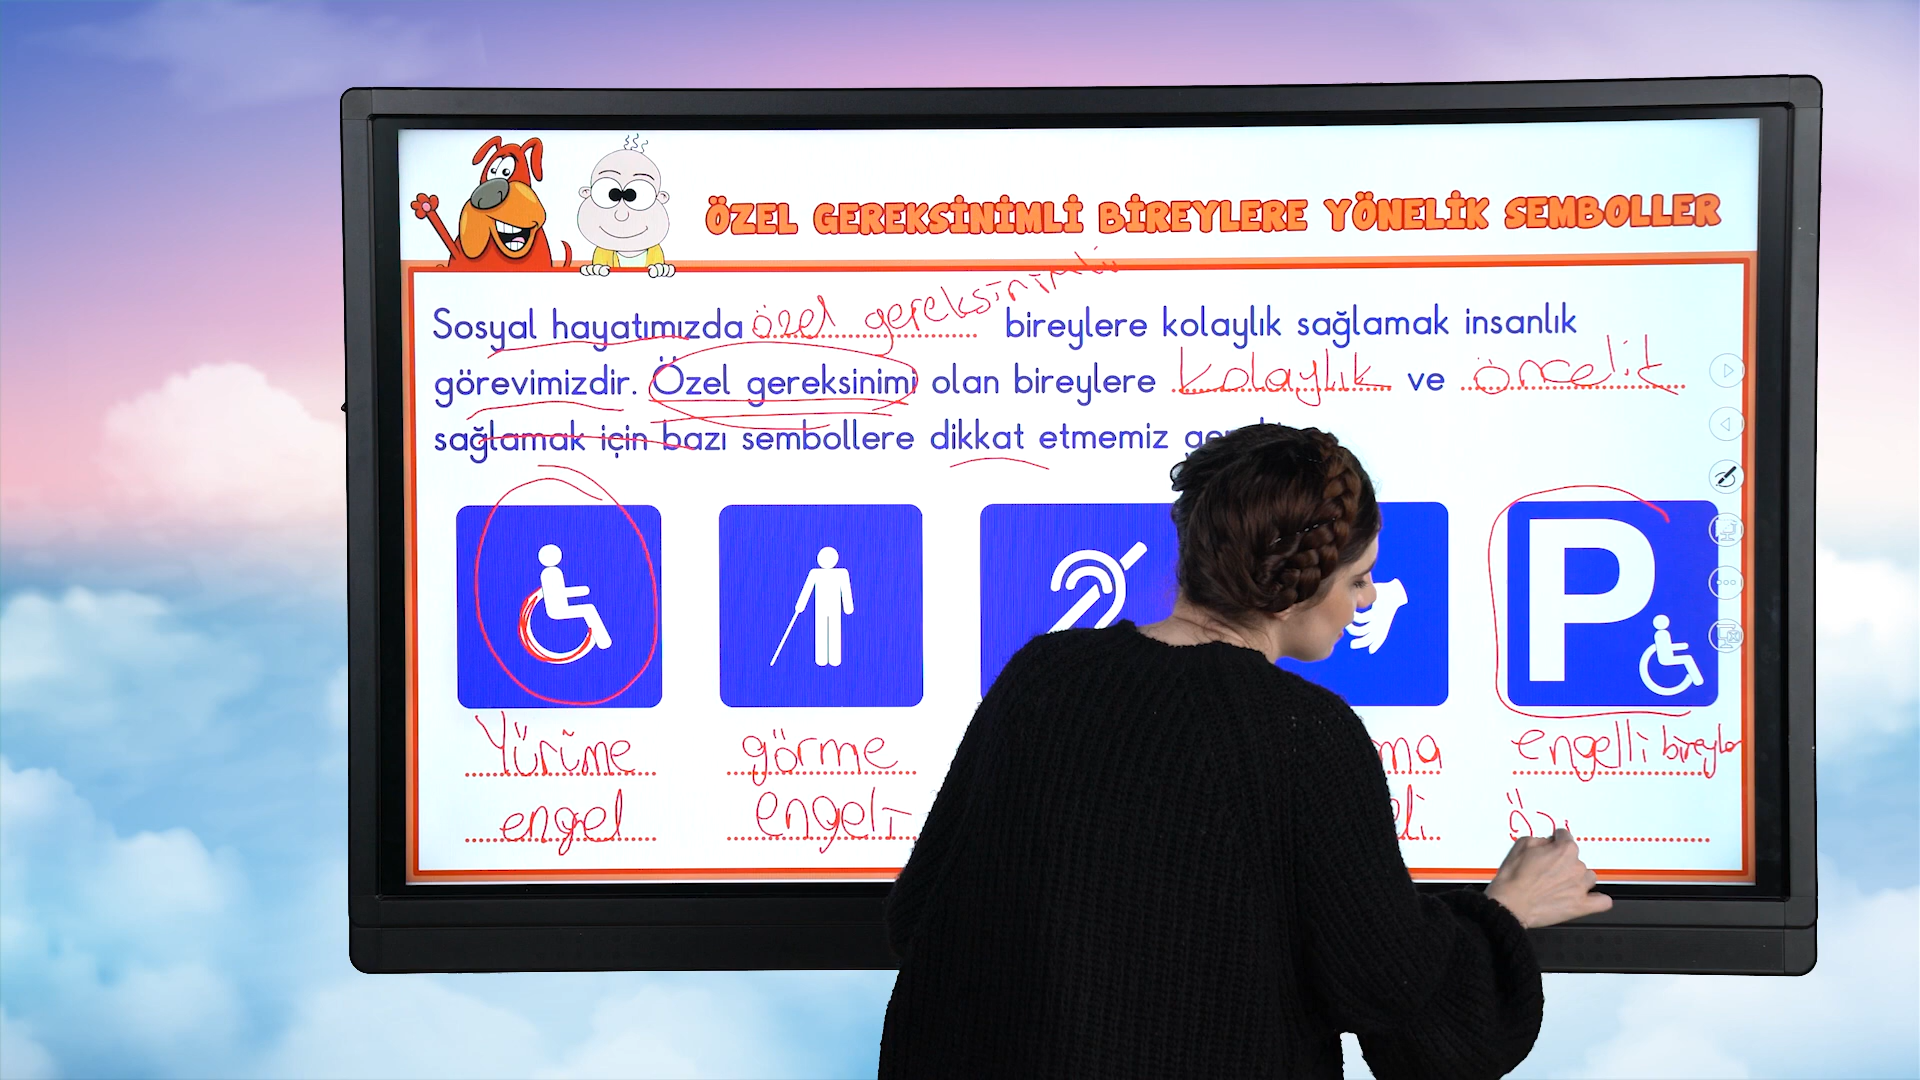 ÖZEL GEREKSİNİMLİ BİREYLERE YÖNELİK SEMBOLLER
Sosyal hayatımızda özel gereksinimli bireylere kolaylık sağlamak insanlık
görevimizdir. Özel gereksinimi olan bireylere kolaylık ve öncelik
sağlamak için bazı sembollere dikkat etmemiz
P
Yürüme görme engelli bireyler
engel engeli